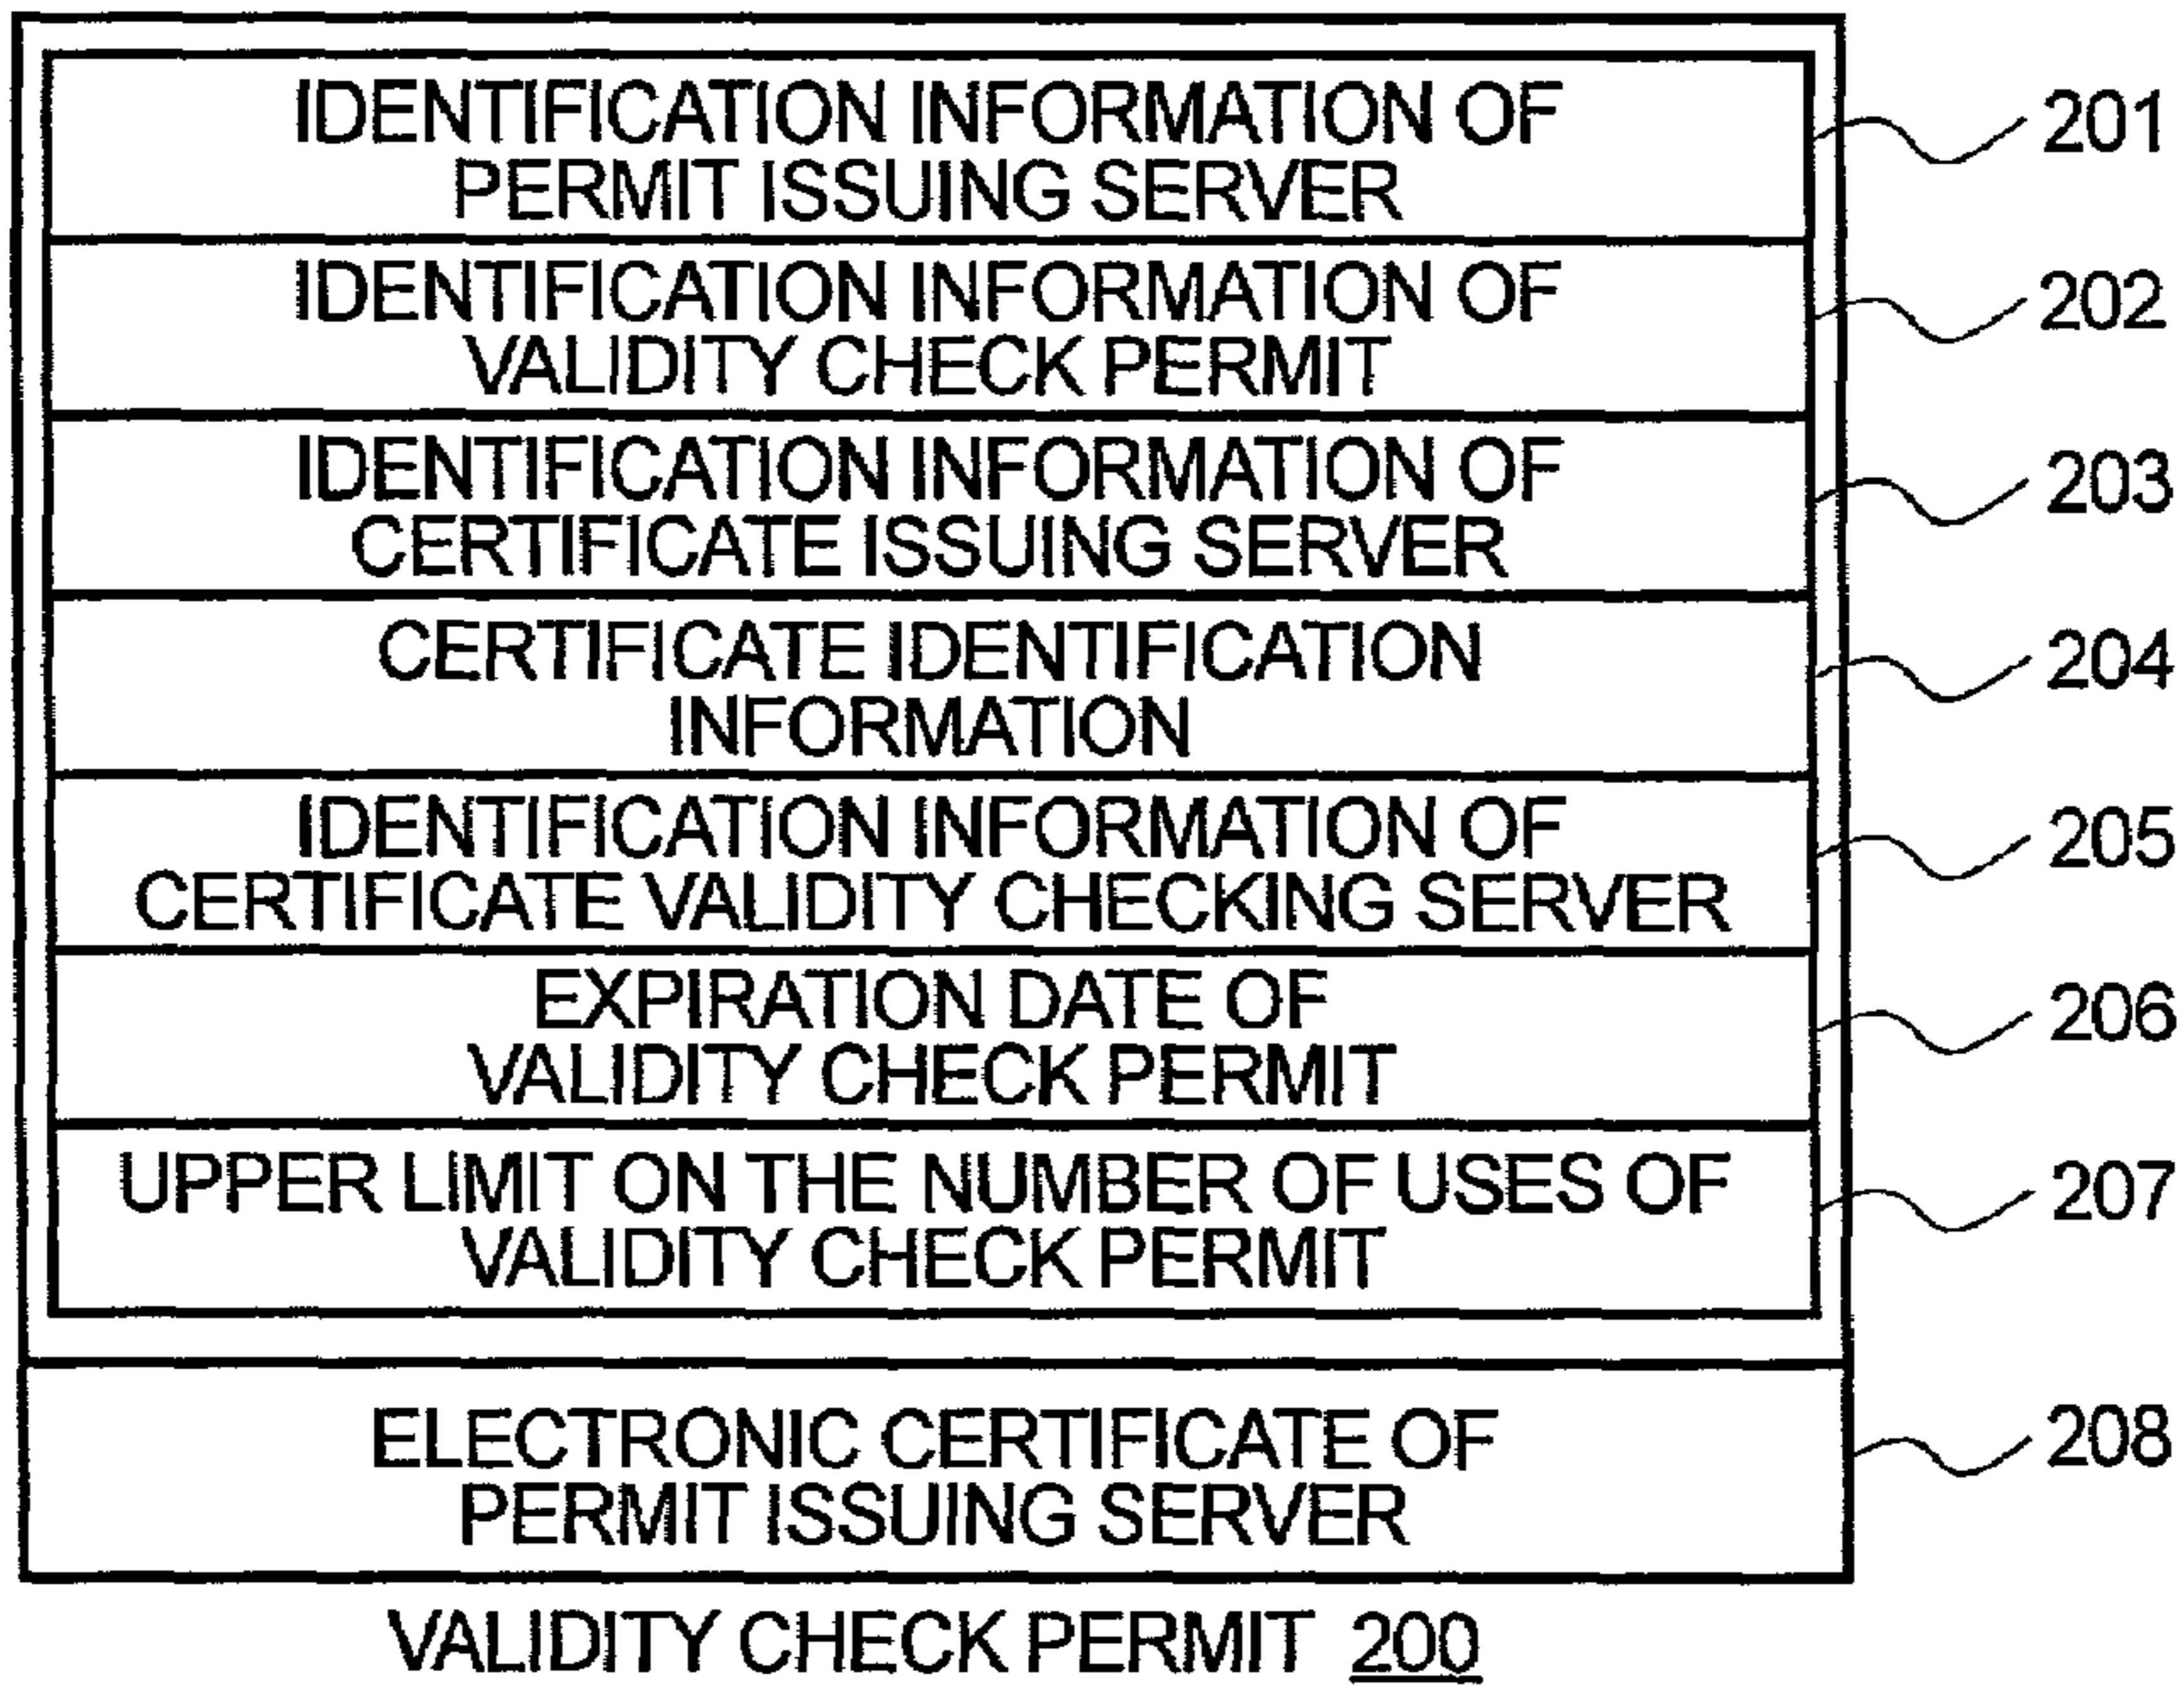 IDENTIFICATION INFORMATION OF
PERMIT ISSUING SERVER
201
IDENTIFICATION INFORMATION OF
VALIDITY CHECK PERMIT
202
IDENTIFICATION INFORMATION OF
CERTIFICATE ISSUING SERVER
203
CERTIFICATE IDENTIFICATION
INFORMATION
204
IDENTIFICATION INFORMATION OF
CERTIFICATE VALIDITY CHECKING SERVER
205
EXPIRATION DATE OF
VALIDITY CHECK PERMIT
206
UPPER LIMIT ON THE NUMBER OF USES OF
VALIDITY CHECK PERMIT
207
ELECTRONIC CERTIFICATE OF
PERMIT ISSUING SERVER
208
VALIDITY CHECK PERMIT 200